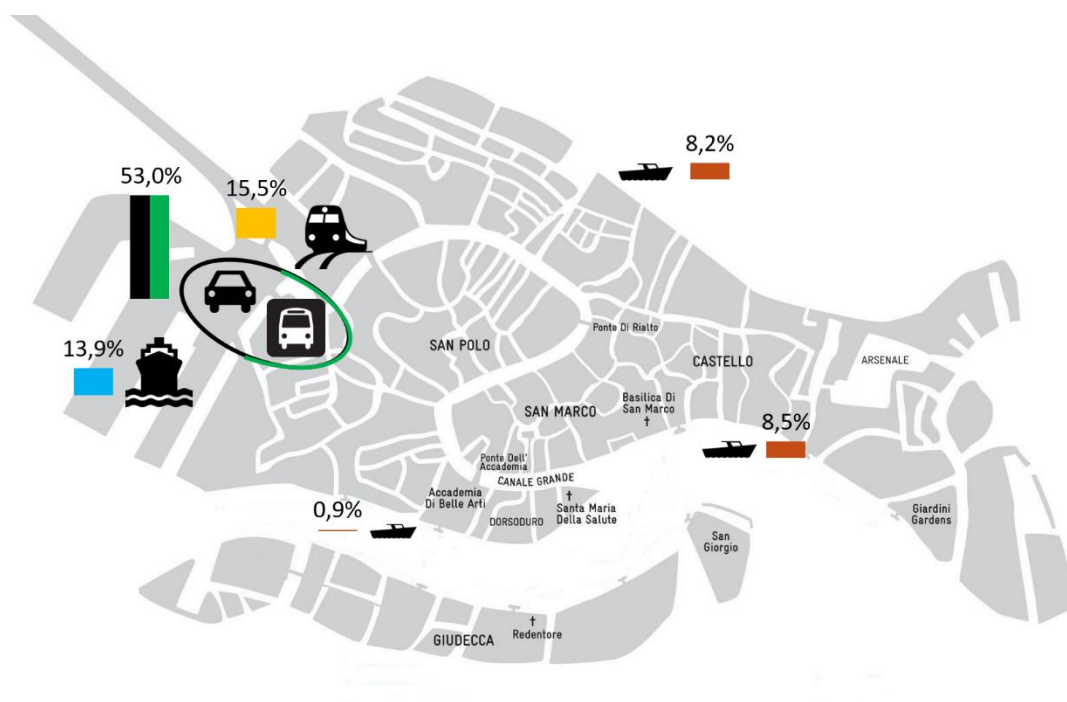 8,2%
53,0%
15,5%
13,9%
Ponte Di Rialto
SAN POLO
CASTELLO
ARSENALE
Basilica Di
San Marco
SAN MARCO
8,5%
Ponte Dell'
Accademia
CANALE GRANDE
Accademia
Di Belle Arti
DORSODURO
Santa Maria
Della Salute
0,9%
Giardini
Gardens
San
Giorgio
GIUDECCA
Redentore